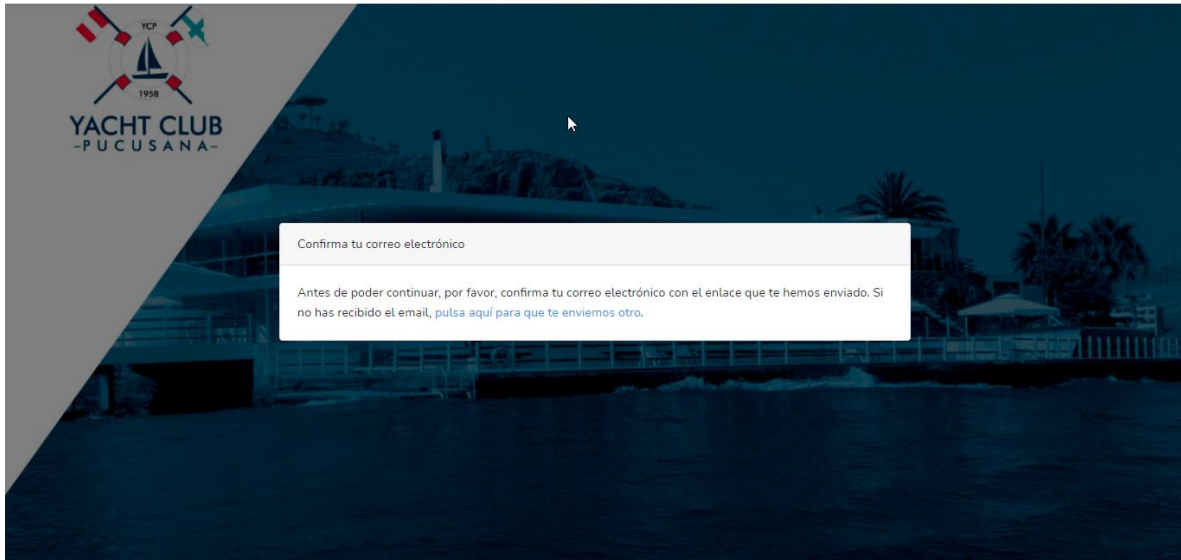 YCP
1958
YACHT CLUB
-PUCUSANA-
Confirma tu correo electrónico
Antes de poder continuar, por favor, confirma tu correo electrónico con el enlace que te hemos enviado. Si
no has recibido el email, pulsa aquí para que te enviemos otro.